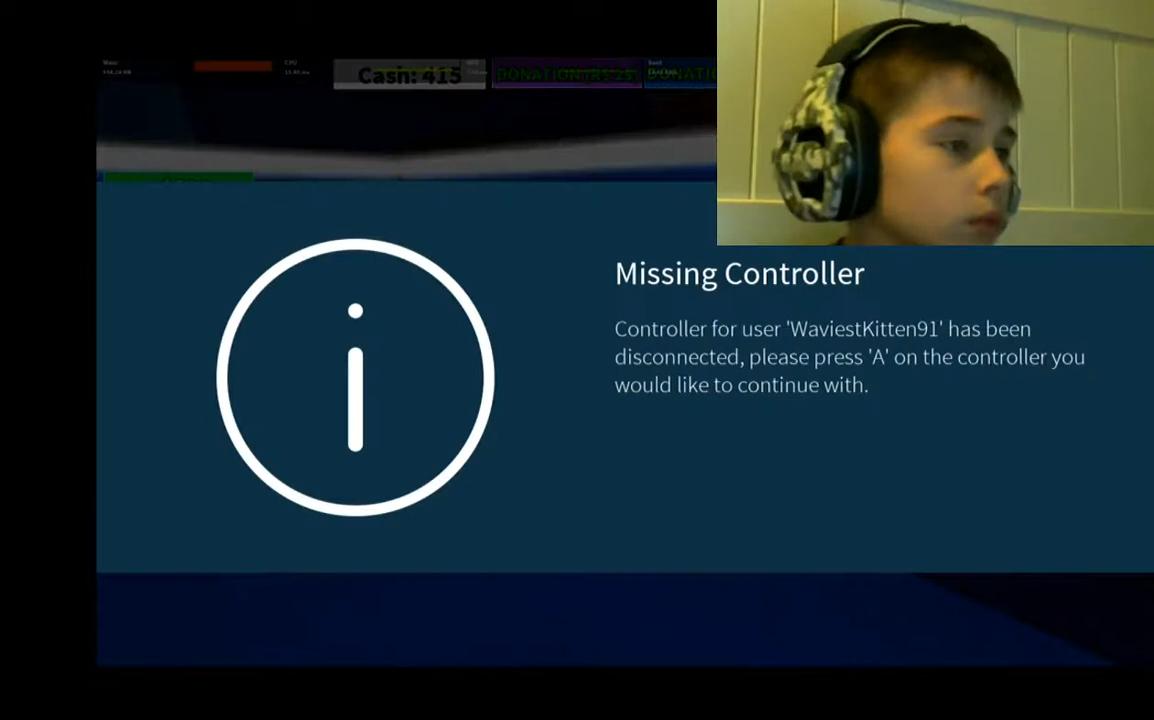 Cash: 415
Missing Controller
Controller for user 'WaviestKitten91' has been
disconnected, please press 'A' on the controller you
would like to continue with.